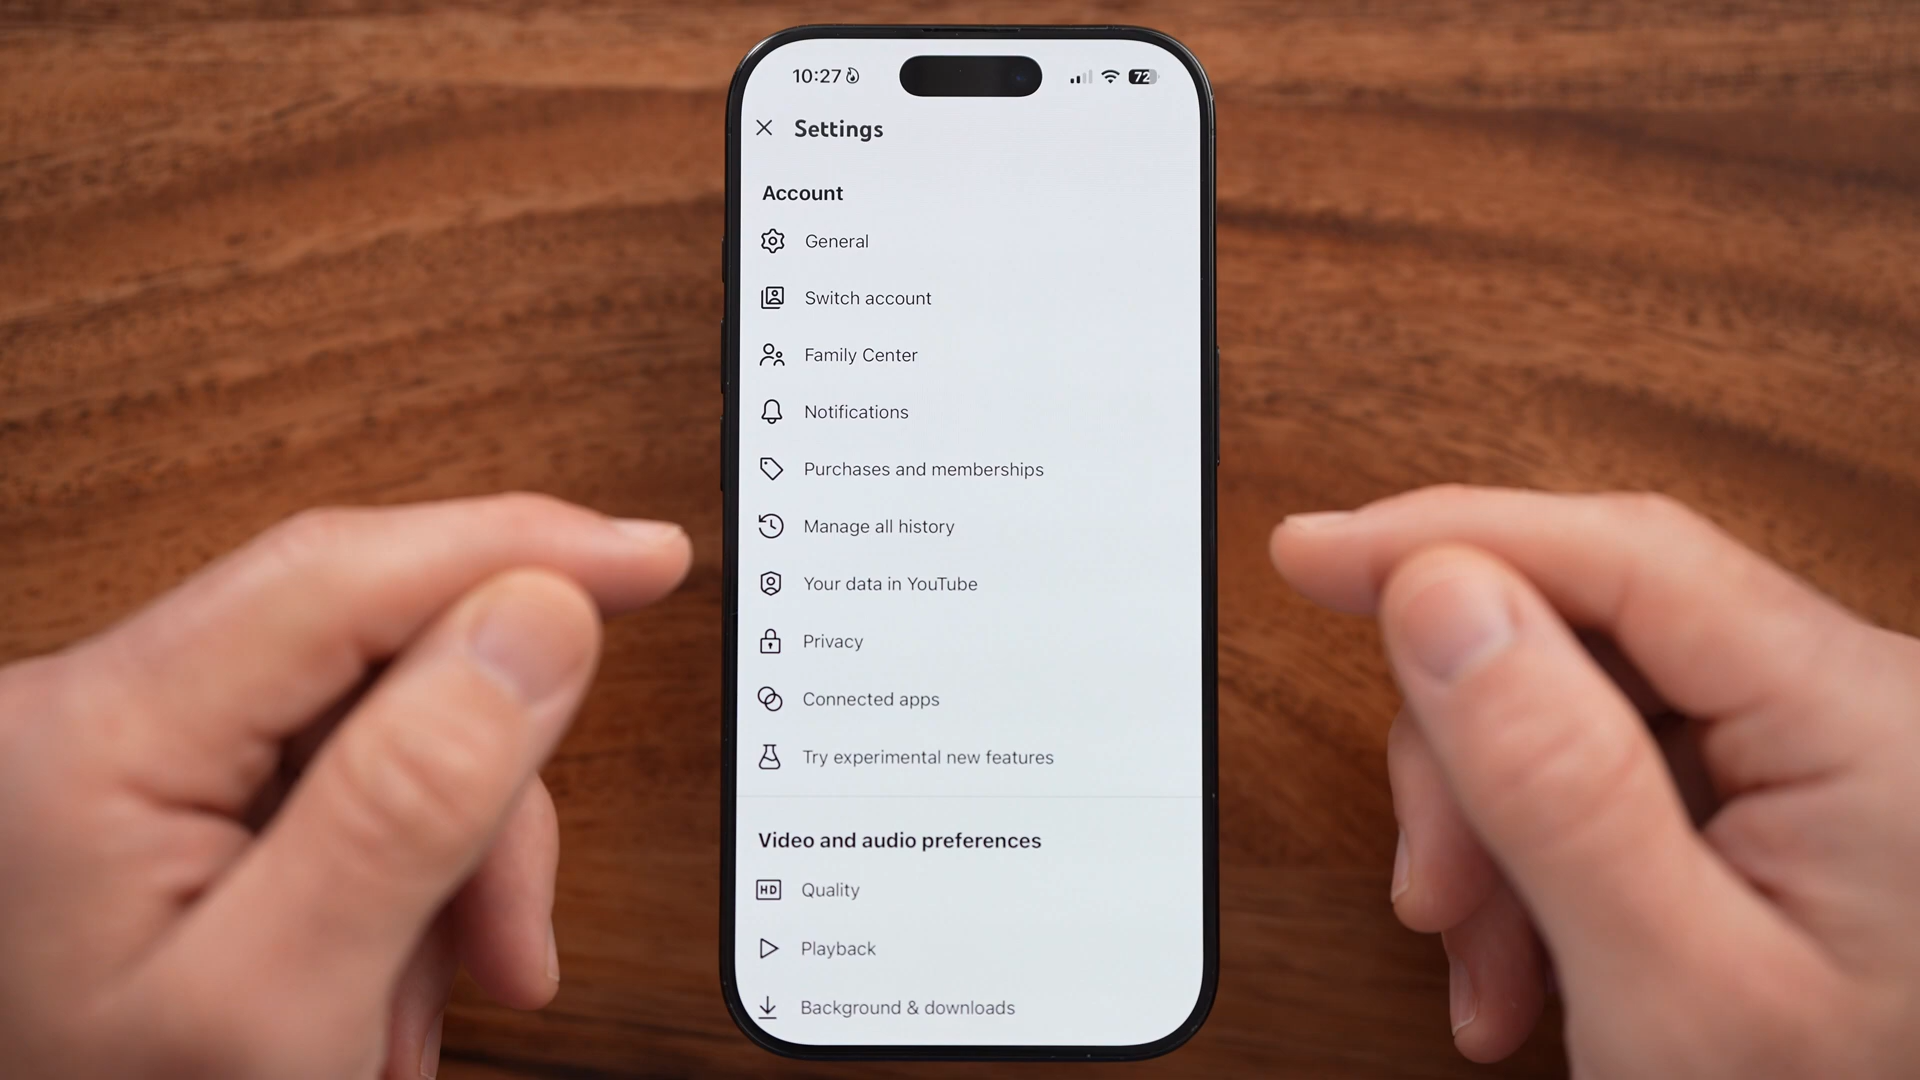 10:27
72
Settings
Account
General
Switch account
Family Center
Notifications
Purchases and memberships
Manage all history
Your data in YouTube
Privacy
Connected apps
Try experimental new features
Video and audio preferences
HD
Quality
Playback
Background & downloads